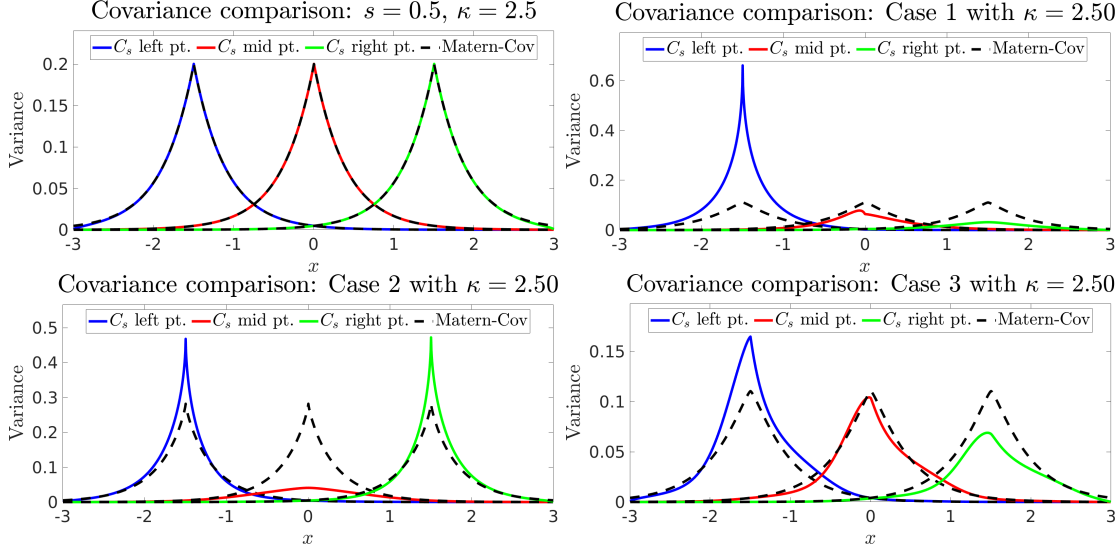 Covariance comparison: s = 0.5, κ = 2.5
C_s left pt. C_s mid pt. C_s right pt. Matern-Cov
Variance
0.2
0.15
0.1
0.05
0
-3 -2 -1 0 1 2 3
x
Covariance comparison: Case 1 with κ = 2.50
C_s left pt. C_s mid pt. C_s right pt. Matern-Cov
Variance
0.6
0.4
0.2
0
-3 -2 -1 0 1 2 3
x
Covariance comparison: Case 2 with κ = 2.50
C_s left pt. C_s mid pt. C_s right pt. Matern-Cov
Variance
0.5
0.4
0.3
0.2
0.1
0
-3 -2 -1 0 1 2 3
x
Covariance comparison: Case 3 with κ = 2.50
C_s left pt. C_s mid pt. C_s right pt. Matern-Cov
Variance
0.15
0.1
0.05
0
-3 -2 -1 0 1 2 3
x